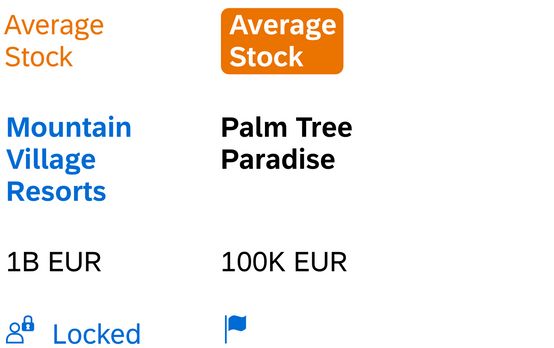 Average
Stock
Average
Stock
Mountain
Village
Resorts
Palm Tree
Paradise
1B EUR
100K EUR
Locked